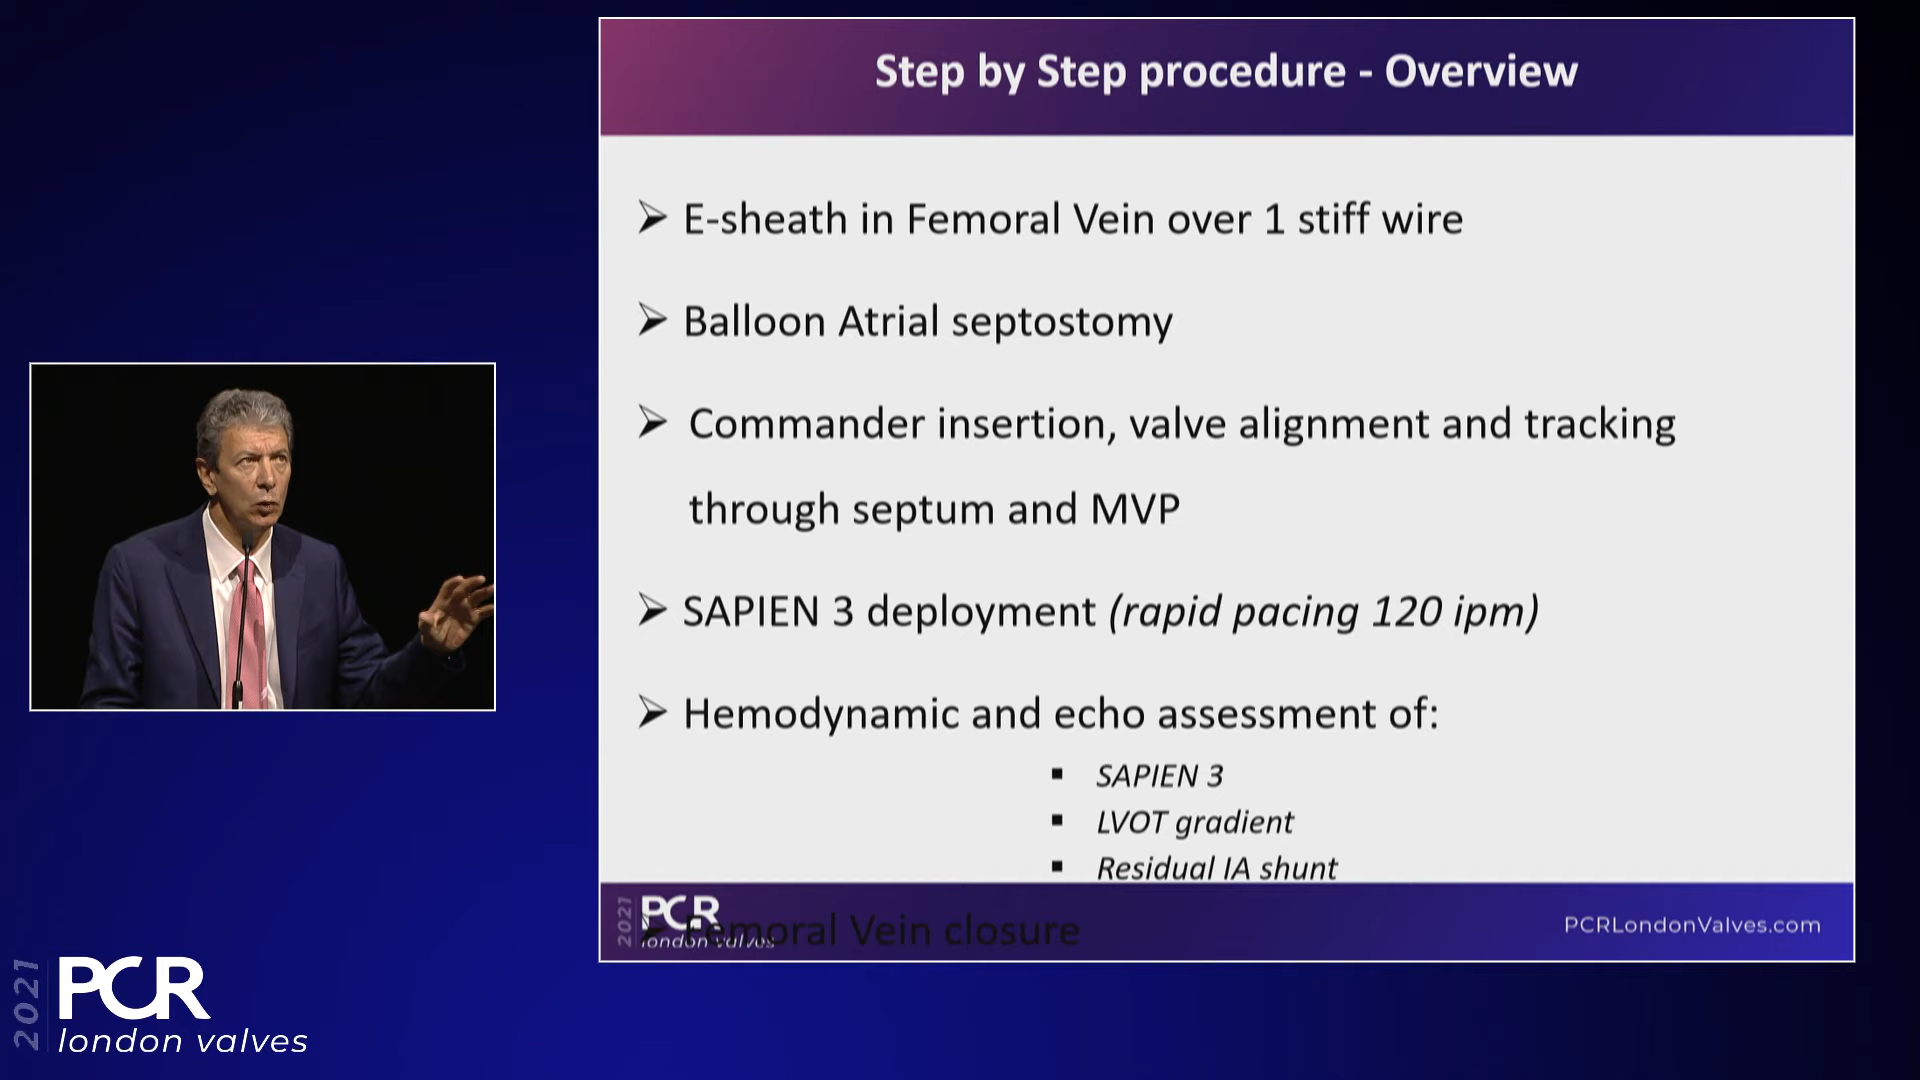 Step by Step procedure - Overview
➤ E-sheath in Femoral Vein over 1 stiff wire
➤ Balloon Atrial septostomy
➤ Commander insertion, valve alignment and tracking
through septum and MVP
➤ SAPIEN 3 deployment (rapid pacing 120 ipm)
➤ Hemodynamic and echo assessment of:
▪ SAPIEN 3
▪ LVOT gradient
▪ Residual IA shunt
➤ Femoral Vein closure
2021
PCR
london valves
PCRLondonValves.com
2021
PCR
london valves